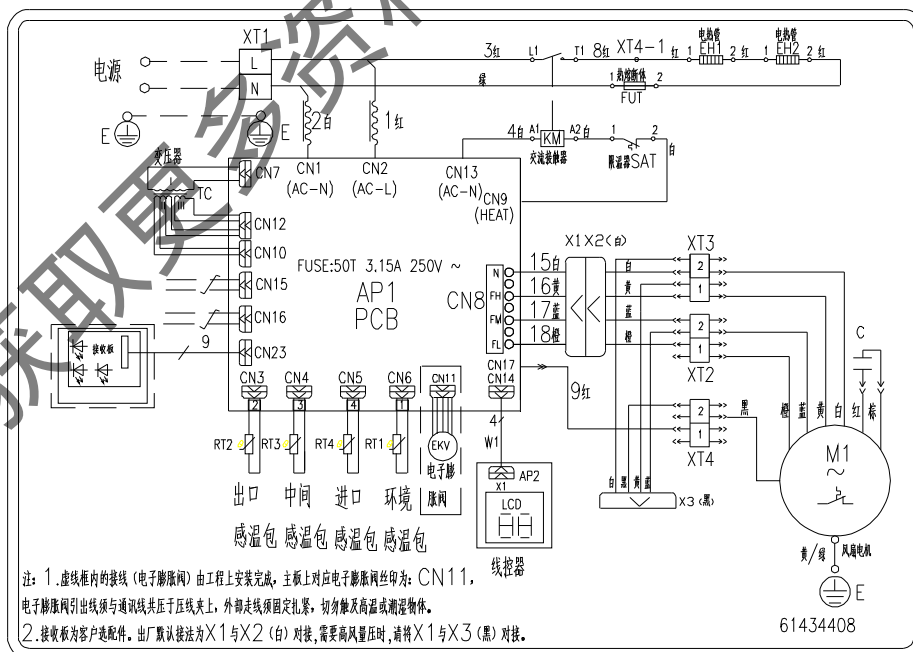 获取更多资料
XT1
电源
L
N
E
E
3红
L1
T1
8红
XT4-1
红
电热管
1 EH1 2
红
电热管
1 EH2 2
红
绿
热熔断体
1 2
FUT
2白
1红
4白
A1
KM
A2白
交流接触器
1 2
限温器SAT
白
变压器
TC
CN7
CN1
(AC-N)
CN2
(AC-L)
CN13
(AC-N)
CN9
(HEAT)
CN12
CN10
CN15
CN16
CN23
FUSE:50T 3.15A 250V ~
AP1
PCB
CN8
N
FH
FM
FL
15白
16黄
17蓝
18橙
X1X2(白)
白
黄
蓝
橙
XT3
2
1
2
1
XT2
2
1
XT4
黑
C
橙 蓝 黄 白 红 棕
M1
~
接收板
9
CN3
CN4
CN5
CN6
CN11
CN17
CN14
9红
2
3
4
1
RT2
RT3
RT4
RT1
EKV
电子膨
胀阀
4
W1
X1
AP2
LCD
线控器
白 黑 黄 蓝
X3(黑)
出口
感温包
中间
感温包
进口
感温包
环境
感温包
黄/绿
风扇电机
E
61434408
注: 1.虚线框内的接线(电子膨胀阀)由工程上安装完成,主板上对应电子膨胀阀丝印为: CN11,
电子膨胀阀引出线须与通讯线共压于压线夹上,外部走线须固定扎紧,切勿触及高温或潮湿物体。
2.接收板为客户选配件。出厂默认接法为X1与X2(白)对接,需要高风量压时,请将X1与X3(黑)对接。